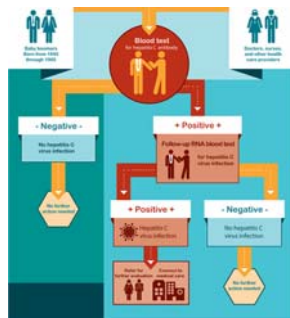 Baby boomers
Born from 1945
through 1965
Doctors, nurses,
and other health
care providers
Blood test
for hepatitis C antibody
- Negative -
No hepatitis C
virus infection
No further
action needed
+ Positive +
Follow-up RNA blood test
for hepatitis C
virus infection
+ Positive +
Hepatitis C
virus infection
Refer for
further evaluation
Connect to
medical care
- Negative -
No hepatitis C
virus infection
No further
action needed